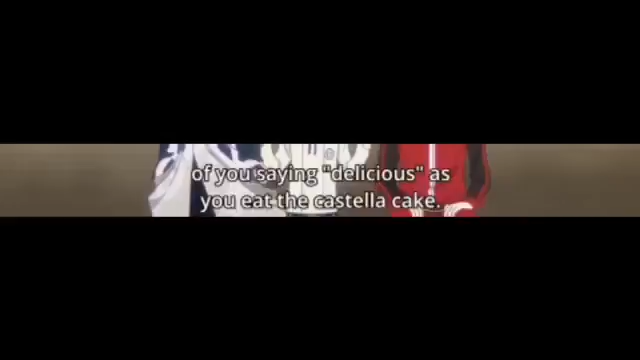 of you saying "delicious" as
you eat the castella cake.